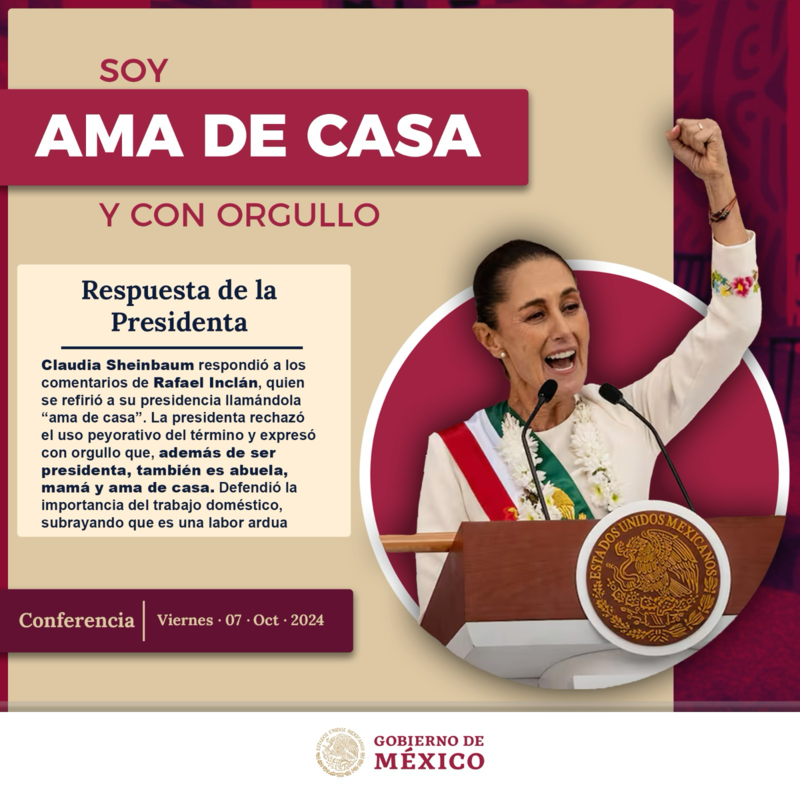 SOY
AMA DE CASA
Y CON ORGULLO
Respuesta de la
Presidenta
Claudia Sheinbaum respondió a los
comentarios de Rafael Inclán, quien
se refirió a su presidencia llamándola
“ama de casa”. La presidenta rechazó
el uso peyorativo del término y expresó
con orgullo que, además de ser
presidenta, también es abuela,
mamá y ama de casa. Defendió la
importancia del trabajo doméstico,
subrayando que es una labor ardua
ESTADOS UNIDOS MEXICANOS
Conferencia
Viernes · 07 · Oct · 2024
GOBIERNO DE
MÉXICO